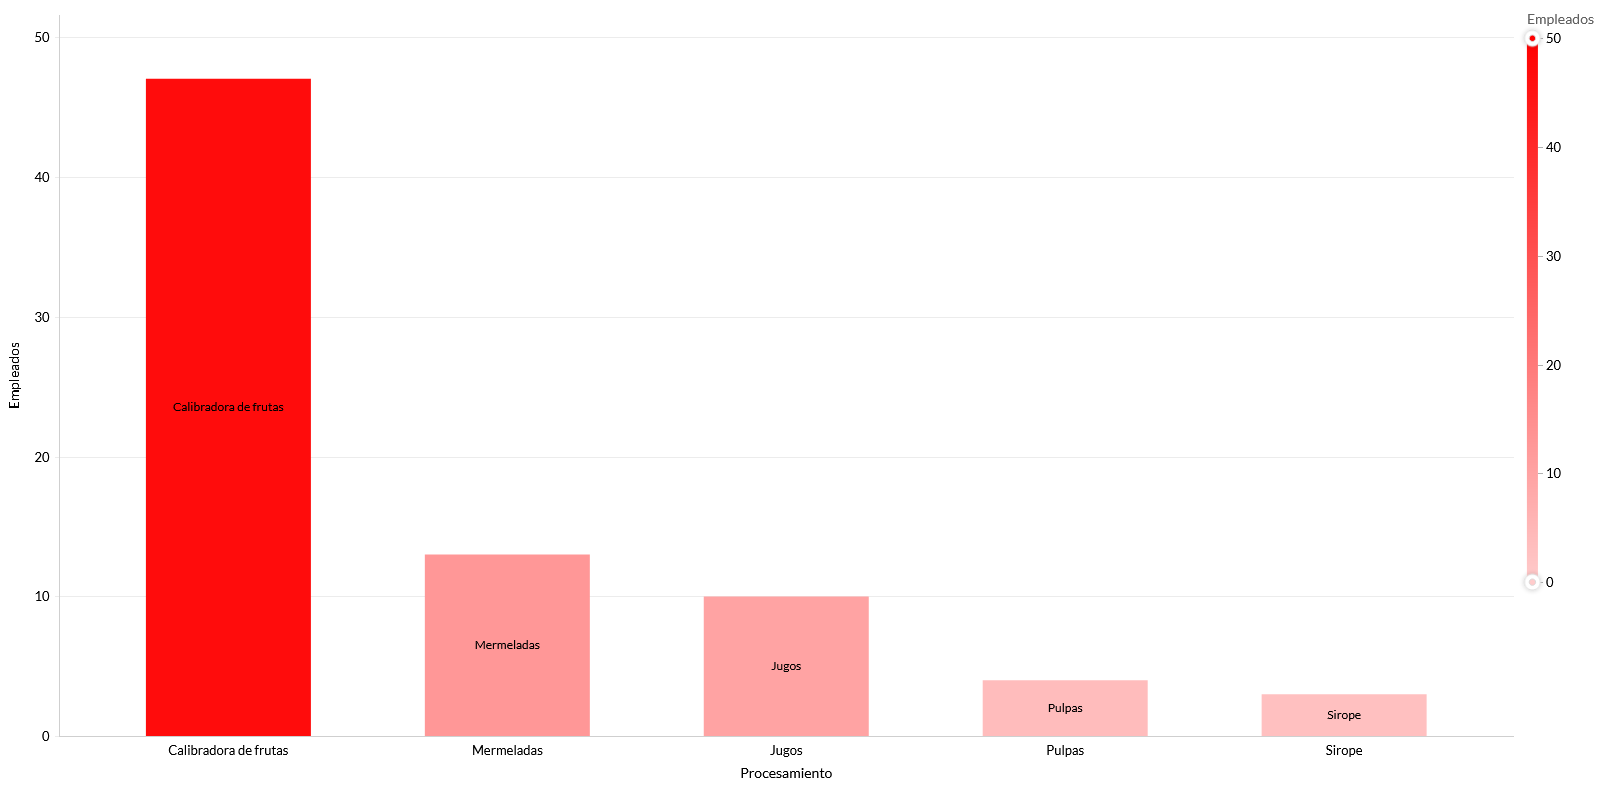 Empleados
50
40
30
20
10
0
Empleados
50
40
30
20
10
0
Calibradora de frutas
Mermeladas
Jugos
Pulpas
Sirope
Calibradora de frutas Mermeladas Jugos Pulpas Sirope
Procesamiento